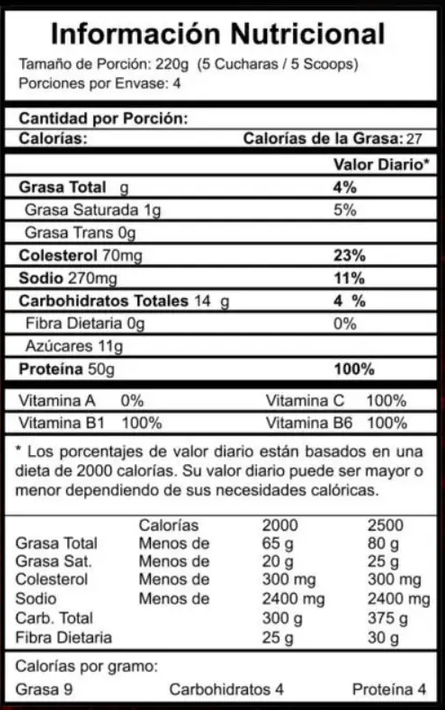 Información Nutricional
Tamaño de Porción: 220g (5 Cucharas / 5 Scoops)
Porciones por Envase: 4
Cantidad por Porción:
Calorías: Calorías de la Grasa: 27
Valor Diario*
Grasa Total g 4%
Grasa Saturada 1g 5%
Grasa Trans 0g
Colesterol 70mg 23%
Sodio 270mg 11%
Carbohidratos Totales 14 g 4 %
Fibra Dietaria 0g 0%
Azúcares 11g
Proteína 50g 100%
Vitamina A 0% Vitamina C 100%
Vitamina B1 100% Vitamina B6 100%
* Los porcentajes de valor diario están basados en una
dieta de 2000 calorías. Su valor diario puede ser mayor o
menor dependiendo de sus necesidades calóricas.
Calorías 2000 2500
Grasa Total Menos de 65 g 80 g
Grasa Sat. Menos de 20 g 25 g
Colesterol Menos de 300 mg 300 mg
Sodio Menos de 2400 mg 2400 mg
Carb. Total 300 g 375 g
Fibra Dietaria 25 g 30 g
Calorías por gramo:
Grasa 9 Carbohidratos 4 Proteína 4